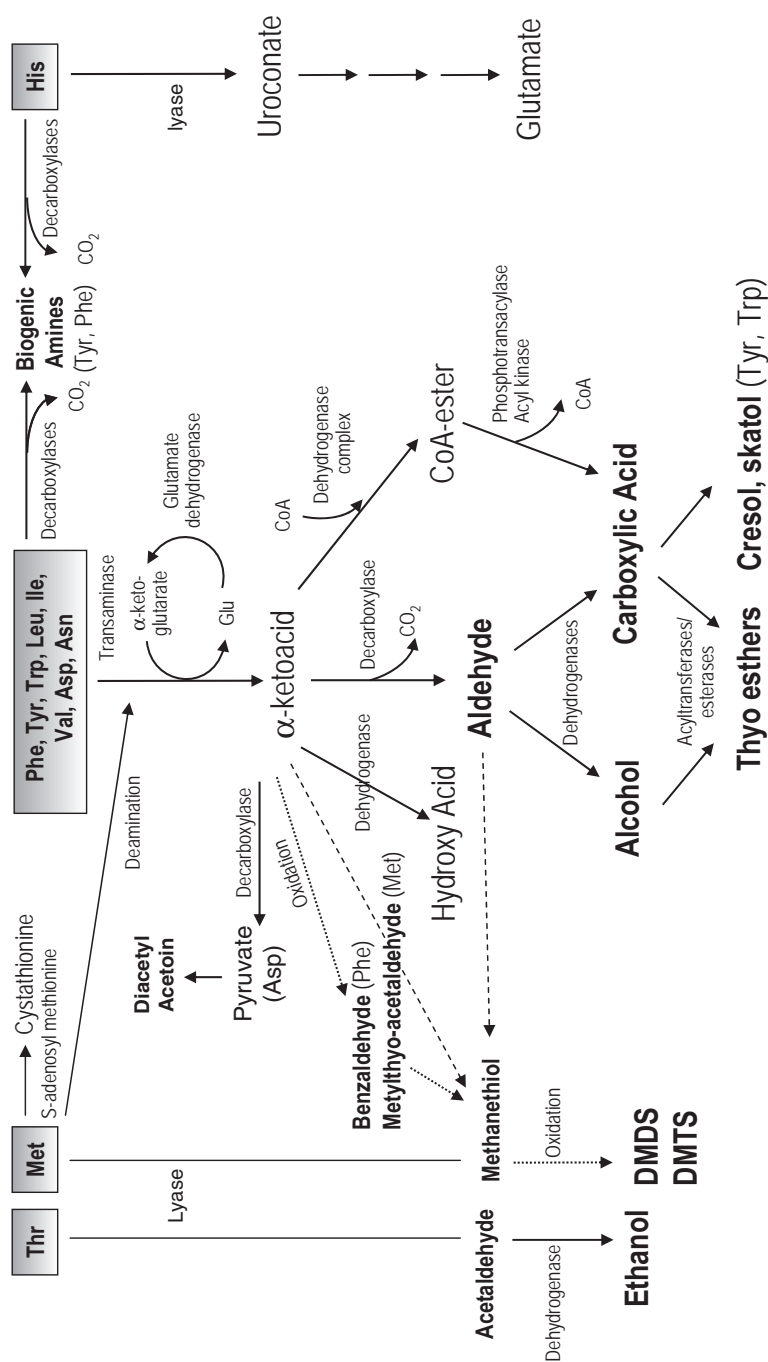 Thr
Met
Cystathionine
S-adenosyl methionine
Phe, Tyr, Trp, Leu, Ile,
Val, Asp, Asn
Decarboxylases
CO2
Biogenic
Amines
(Tyr, Phe)
Decarboxylases
CO2
His
Lyase
Deamination
Transaminase
α-keto-
glutarate
Glu
Glutamate
dehydrogenase
lyase
Uroconate
Glutamate
Diacetyl
Acetoin
Pyruvate
(Asp)
Decarboxylase
α-ketoacid
Oxidation
Dehydrogenase
Decarboxylase
CO2
CoA
Dehydrogenase
complex
Benzaldehyde (Phe)
Metylthyo-acetaldehyde (Met)
Hydroxy Acid
CoA-ester
Phosphotransacylase
Acyl kinase
CoA
Acetaldehyde
Methanethiol
Aldehyde
Dehydrogenase
Oxidation
Dehydrogenases
Ethanol
DMDS
DMTS
Alcohol
Carboxylic Acid
Acyltransferases/
esterases
Thyo esthers
Cresol, skatol (Tyr, Trp)